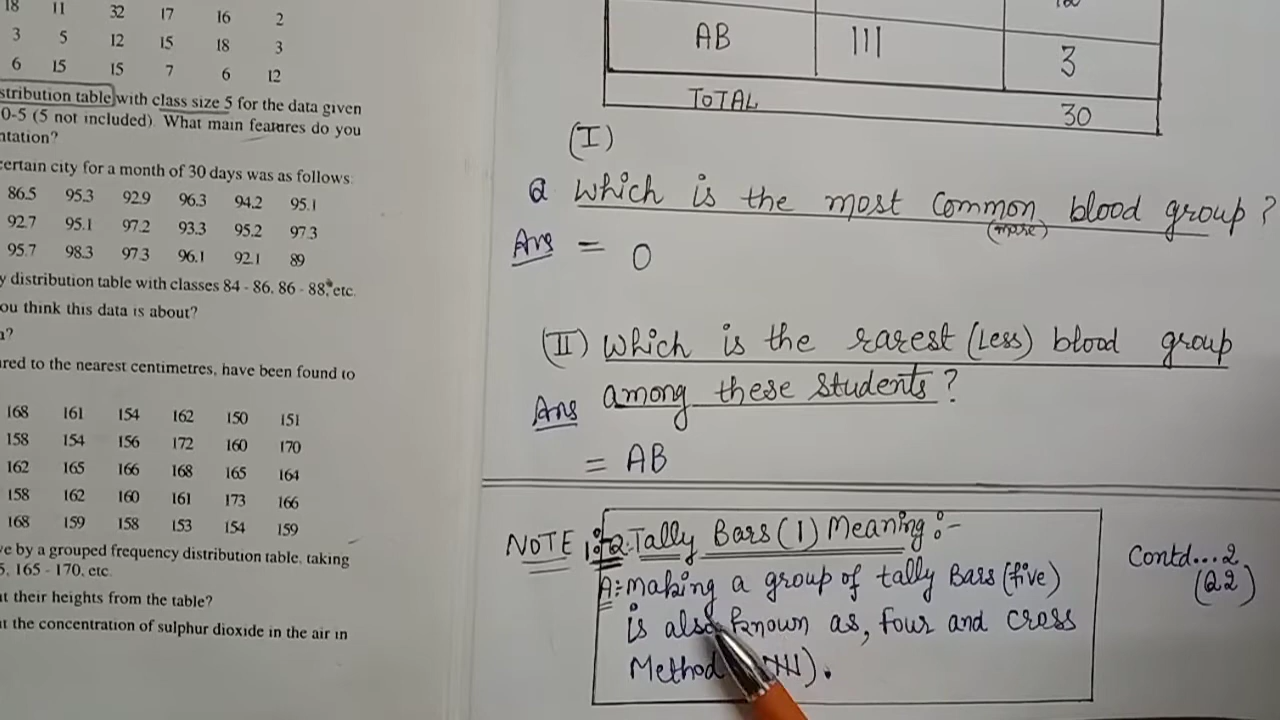 18 11 32 17 16 2
3 5 12 15 18 3
6 15 15 7 6 12
stribution table with class size 5 for the data given
0-5 (5 not included). What main features do you
ntation?
certain city for a month of 30 days was as follows:
86.5 95.3 92.9 96.3 94.2 95.1
92.7 95.1 97.2 93.3 95.2 97.3
95.7 98.3 97.3 96.1 92.1 89
y distribution table with classes 84 - 86, 86 - 88, etc.
ou think this data is about?
a?
red to the nearest centimetres, have been found to
168 161 154 162 150 151
158 154 156 172 160 170
162 165 166 168 165 164
158 162 160 161 173 166
168 159 158 153 154 159
ve by a grouped frequency distribution table, taking
5, 165 - 170, etc.
at their heights from the table?
at the concentration of sulphur dioxide in the air in
AB ||| 3
TOTAL 30
(I)
Q Which is the most common blood group?
(more)
Ans = O
(II) Which is the rarest (Less) blood group
among these students?
Ans
= AB
NOTE 1:- Q:Tally Bars (I) Meaning:-
A:- making a group of tally Bars (five)
is also known as, four and cross
Method
Contd...2
(Q2)